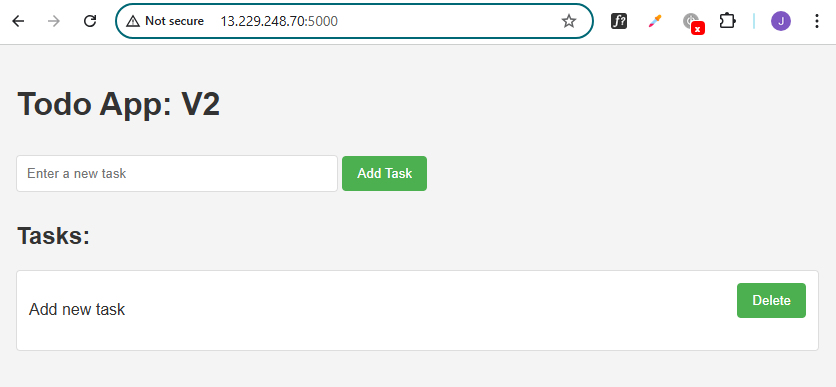 Not secure 13.229.248.70:5000
f?
x
J
Todo App: V2
Enter a new task Add Task
Tasks:
Add new task Delete